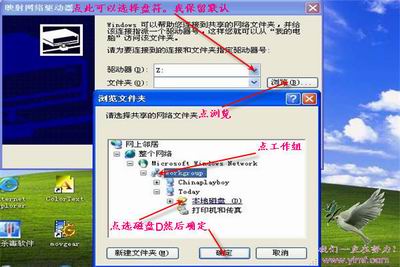 点此可以选择盘符。我保留默认
映射网络驱动器
Windows 可以帮助您连接到共享的网络文件夹，并给
该连接指派一个驱动器号，这样您就可以从“我的电
脑”访问该文件夹。
请为要连接到的连接和文件夹指定驱动器号：
驱动器(D)： Z:
文件夹(O)： 浏览(B)...
点浏览
浏览文件夹
请选择共享的网络文件夹
网上邻居
整个网络
Microsoft Windows Network
点工作组
workgroup
Chinaplayboy
Today
本地磁盘 (D)
打印机和传真
点选磁盘D然后确定
新建文件夹(M) 确定 取消
Internet
Explorer
ColorText
杀毒软件
movgear
我们一直在努力!